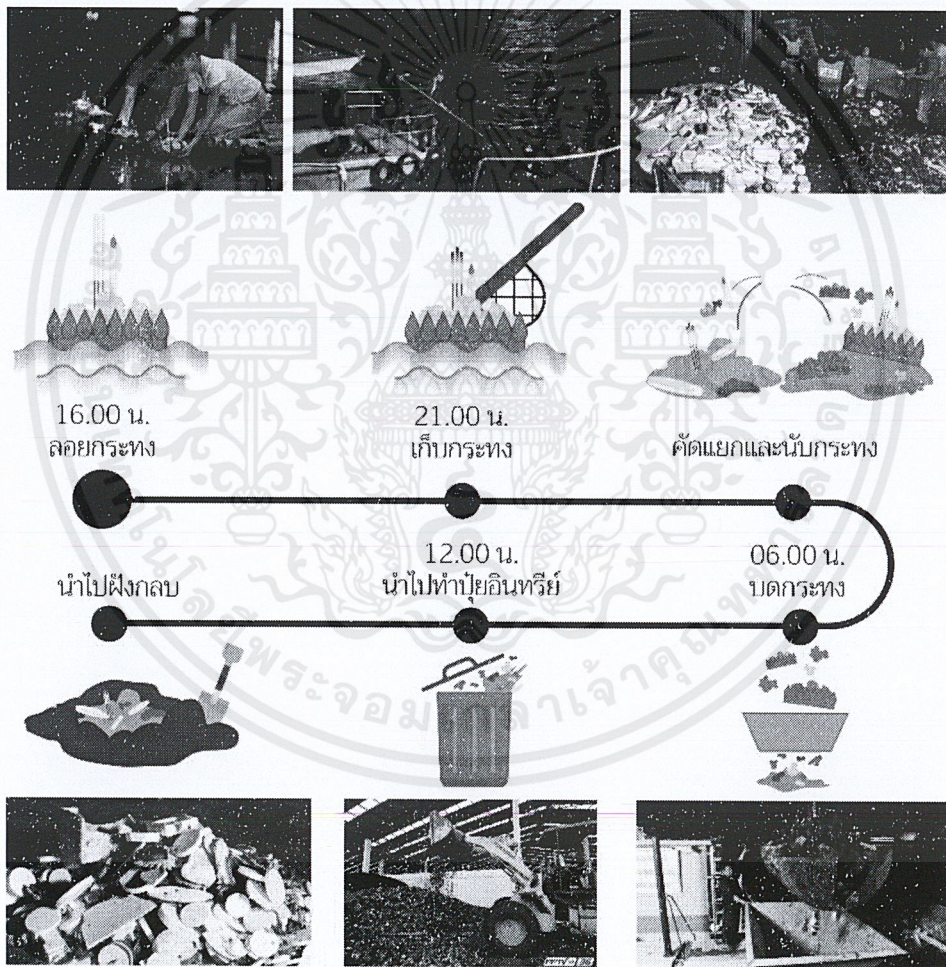 16.00 น.
ลอยกระทง
21.00 น.
เก็บกระทง
คัดแยกและนับกระทง
นำไปฝังกลบ
12.00 น.
นำไปทำปุ๋ยอินทรีย์
06.00 น.
บดกระทง